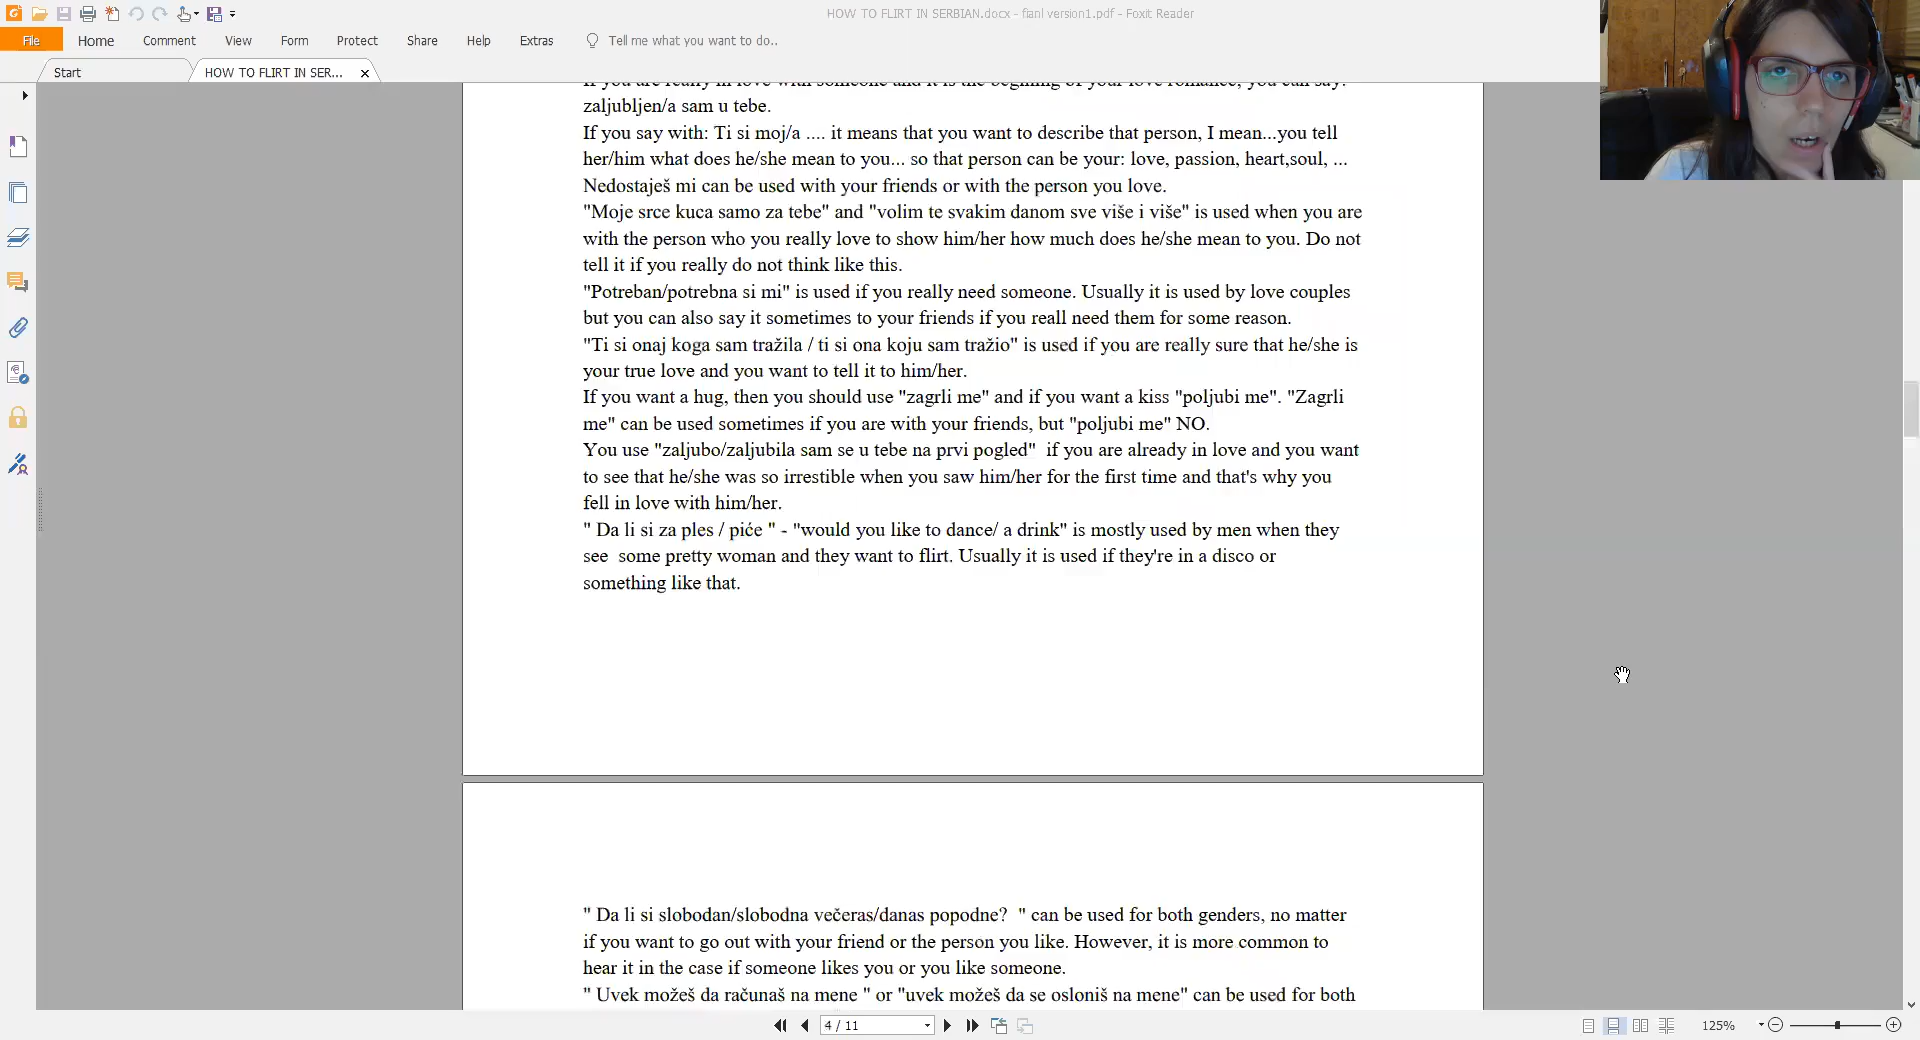 HOW TO FLIRT IN SERBIAN.docx - fianl version1.pdf - Foxit Reader
File Home Comment View Form Protect Share Help Extras Tell me what you want to do..
Start HOW TO FLIRT IN SER...
If you are really in love with someone and it is the begning of your love romance, you can say:
zaljubljen/a sam u tebe.
If you say with: Ti si moj/a .... it means that you want to describe that person, I mean...you tell
her/him what does he/she mean to you... so that person can be your: love, passion, heart,soul, ...
Nedostaješ mi can be used with your friends or with the person you love.
"Moje srce kuca samo za tebe" and "volim te svakim danom sve više i više" is used when you are
with the person who you really love to show him/her how much does he/she mean to you. Do not
tell it if you really do not think like this.
"Potreban/potrebna si mi" is used if you really need someone. Usually it is used by love couples
but you can also say it sometimes to your friends if you reall need them for some reason.
"Ti si onaj koga sam tražila / ti si ona koju sam tražio" is used if you are really sure that he/she is
your true love and you want to tell it to him/her.
If you want a hug, then you should use "zagrli me" and if you want a kiss "poljubi me". "Zagrli
me" can be used sometimes if you are with your friends, but "poljubi me" NO.
You use "zaljubo/zaljubila sam se u tebe na prvi pogled"  if you are already in love and you want
to see that he/she was so irrestible when you saw him/her for the first time and that's why you
fell in love with him/her.
" Da li si za ples / piće " - "would you like to dance/ a drink" is mostly used by men when they
see  some pretty woman and they want to flirt. Usually it is used if they're in a disco or
something like that.
" Da li si slobodan/slobodna večeras/danas popodne?  " can be used for both genders, no matter
if you want to go out with your friend or the person you like. However, it is more common to
hear it in the case if someone likes you or you like someone.
" Uvek možeš da računaš na mene " or "uvek možeš da se osloniš na mene" can be used for both
4 / 11
125%